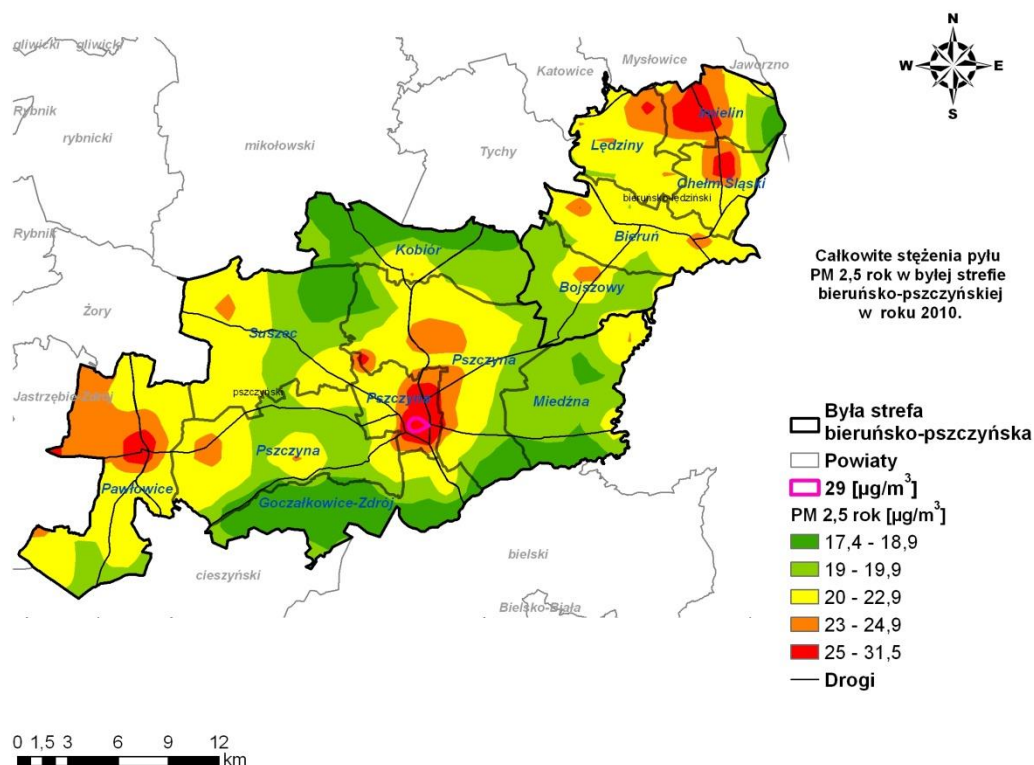 gliwicki gliwicki
Mysłowice
Katowice
Jaworzno
Rybnik
rybnicki
mikołowski
Tychy
Imielin
Lędziny
Chełm Śląski
bieruńsko-lędziński
Rybnik
Kobiór
Bieruń
Bojszowy
Żory
Suszec
Pszczyna
Jastrzębie-Zdrój
pszczyński
Pszczyna
Miedźna
Pszczyna
Pawłowice
Goczałkowice-Zdrój
cieszyński
bielski
Bielsko-Biała
N
W E
S
Całkowite stężenia pyłu
PM 2,5 rok w byłej strefie
bieruńsko-pszczyńskiej
w roku 2010.
Była strefa
bieruńsko-pszczyńska
Powiaty
29 [µg/m³]
PM 2,5 rok [µg/m³]
17,4 - 18,9
19 - 19,9
20 - 22,9
23 - 24,9
25 - 31,5
Drogi
0 1,5 3 6 9 12
km